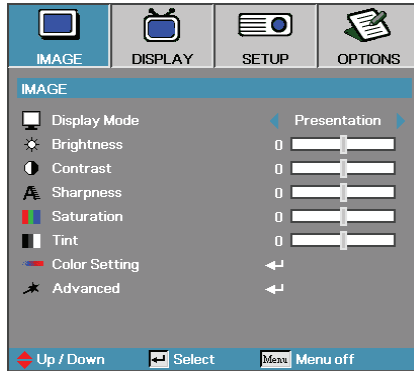 IMAGE DISPLAY SETUP OPTIONS
IMAGE
Display Mode Presentation
Brightness 0
Contrast 0
Sharpness 0
Saturation 0
Tint 0
Color Setting
Advanced
Up / Down Select Menu Menu off